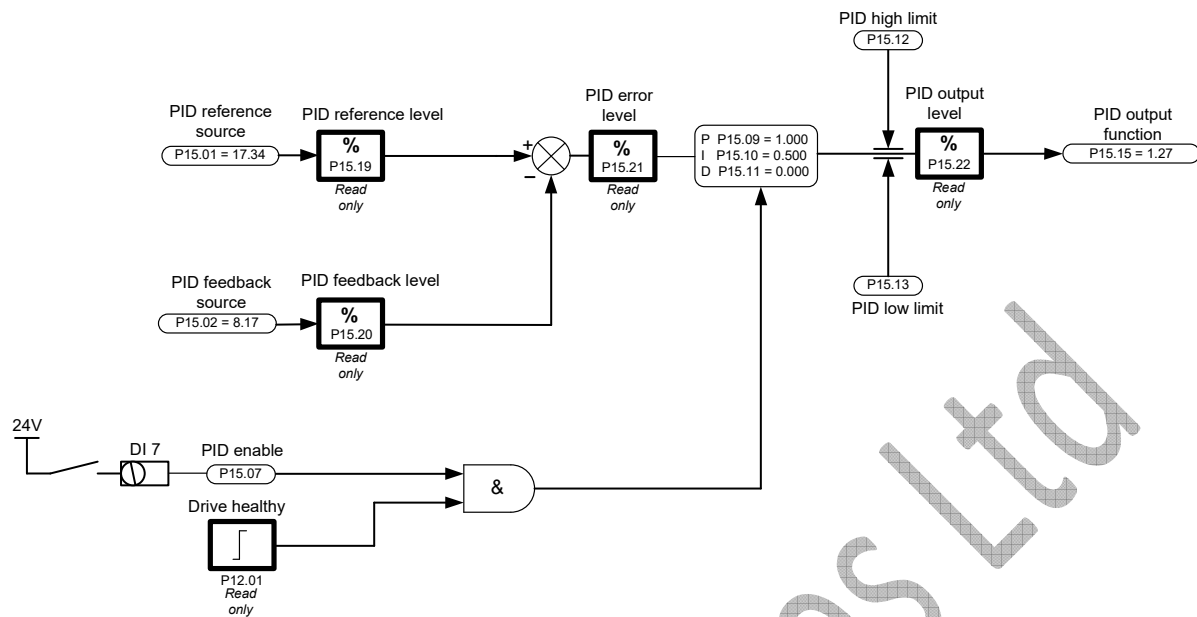 PID high limit
P15.12
PID reference
source
P15.01 = 17.34
PID reference level
%
P15.19
Read
only
+
−
PID error
level
%
P15.21
Read
only
P P15.09 = 1.000
I P15.10 = 0.500
D P15.11 = 0.000
PID output
level
%
P15.22
Read
only
PID output
function
P15.15 = 1.27
P15.13
PID low limit
PID feedback
source
P15.02 = 8.17
PID feedback level
%
P15.20
Read
only
24V
DI 7
PID enable
P15.07
&
Drive healthy
P12.01
Read
only
Ltd